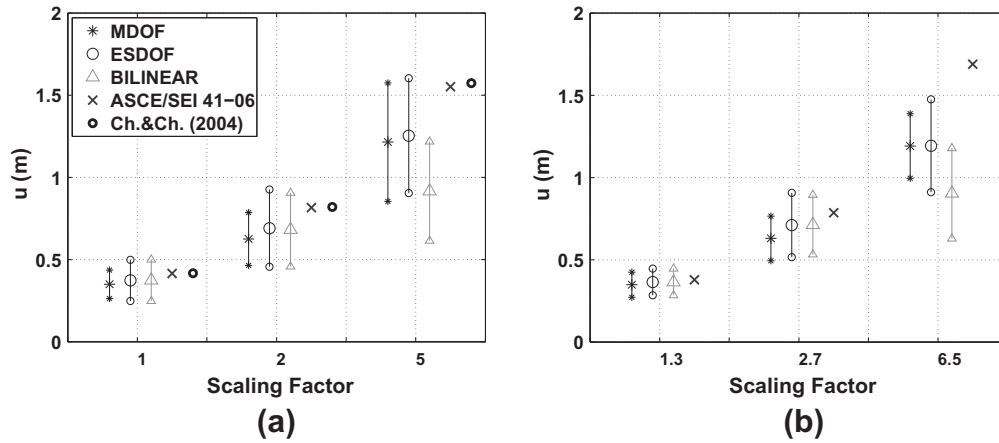 2
1.5
1
0.5
0
u (m)
MDOF
ESDOF
BILINEAR
ASCE/SEI 41−06
Ch.&Ch. (2004)
1 2 5
Scaling Factor
(a)
2
1.5
1
0.5
0
u (m)
1.3 2.7 6.5
Scaling Factor
(b)